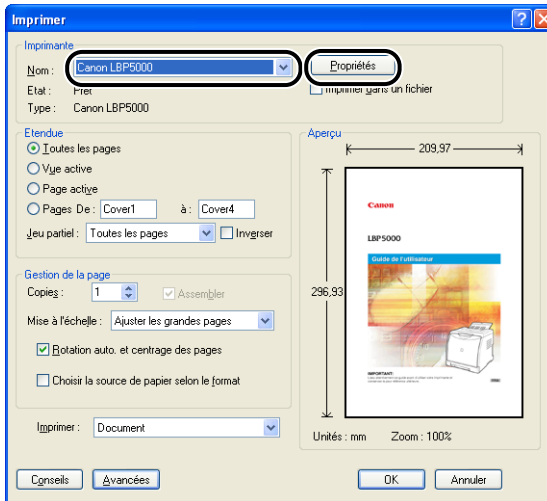 Imprimer
Imprimante
Nom : Canon LBP5000 Propriétés
Etat : Prêt Imprimer dans un fichier
Type : Canon LBP5000
Etendue
Toutes les pages
Vue active
Page active
Pages De : Cover1 à : Cover4
Jeu partiel : Toutes les pages Inverser
Gestion de la page
Copies : 1 Assembler
Mise à l'échelle : Ajuster les grandes pages
Rotation auto. et centrage des pages
Choisir la source de papier selon le format
Imprimer : Document
Aperçu
209,97
296,93
Canon
LBP5000
Guide de l'utilisateur
IMPORTANT:
Unités : mm Zoom : 100%
Conseils Avancées OK Annuler